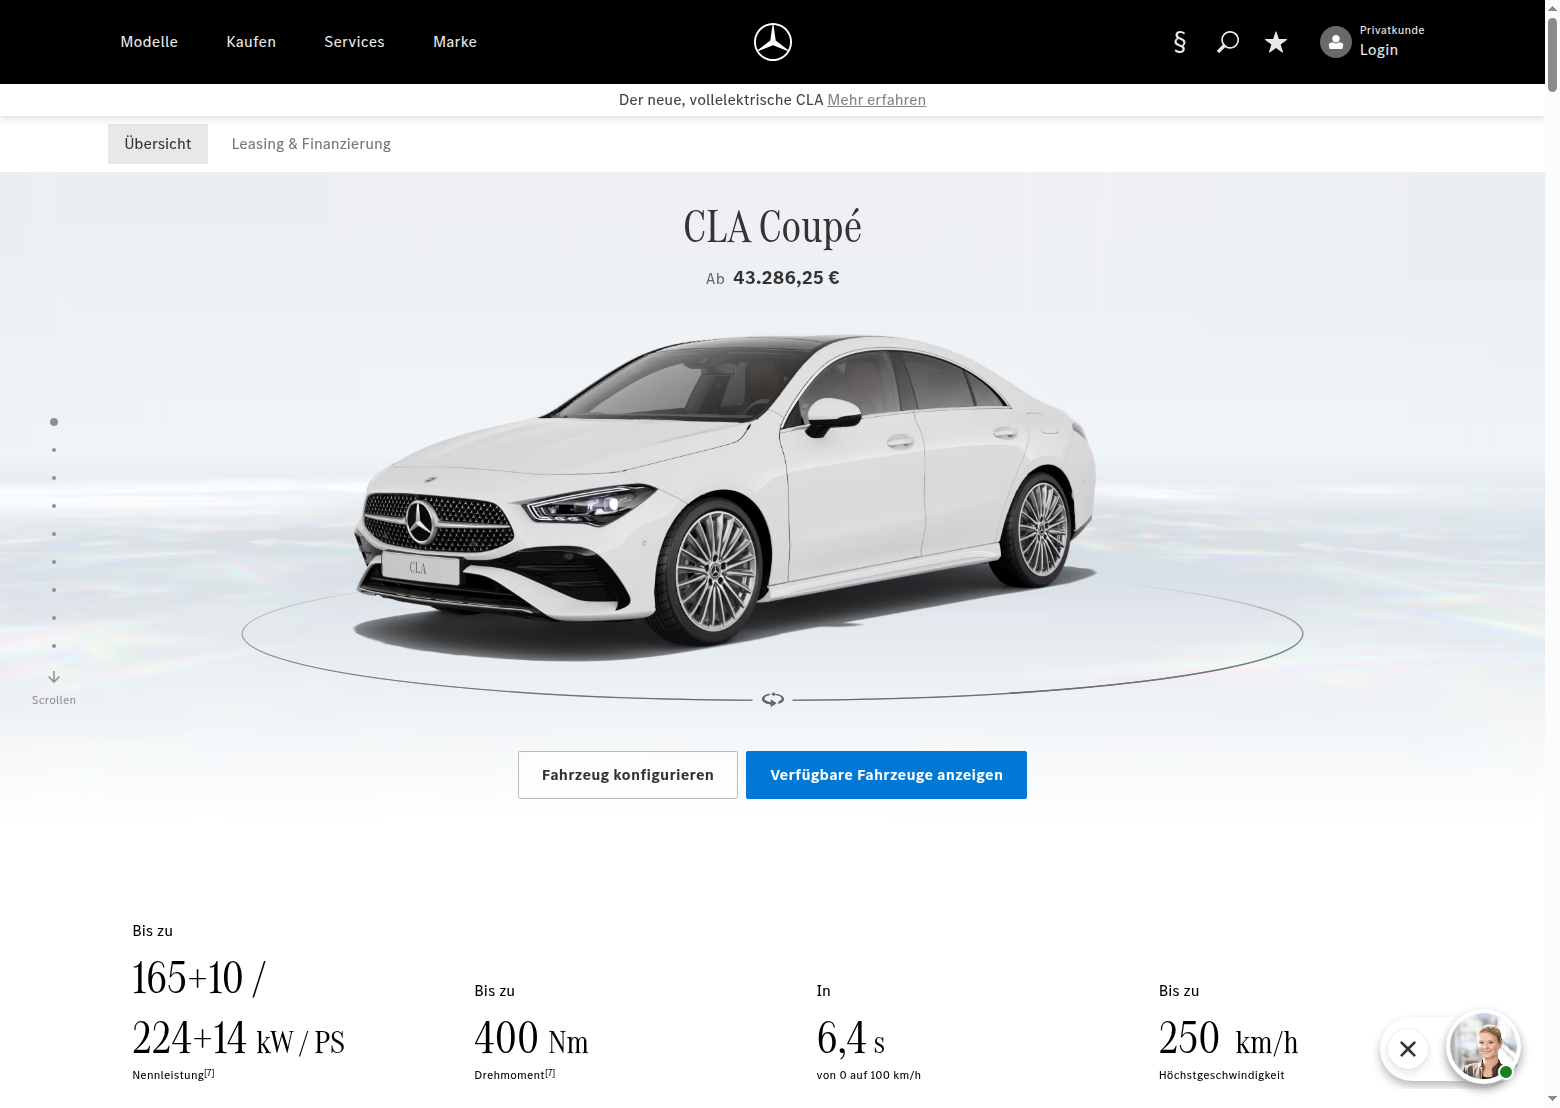 Modelle Kaufen Services Marke § Privatkunde
Login
Der neue, vollelektrische CLA Mehr erfahren
Übersicht Leasing & Finanzierung
CLA Coupé
Ab 43.286,25 €
CLA
Scrollen
Fahrzeug konfigurieren Verfügbare Fahrzeuge anzeigen
Bis zu
165+10 /
224+14 kW / PS
Nennleistung[7]
Bis zu
400 Nm
Drehmoment[7]
In
6,4 s
von 0 auf 100 km/h
Bis zu
250 km/h
Höchstgeschwindigkeit